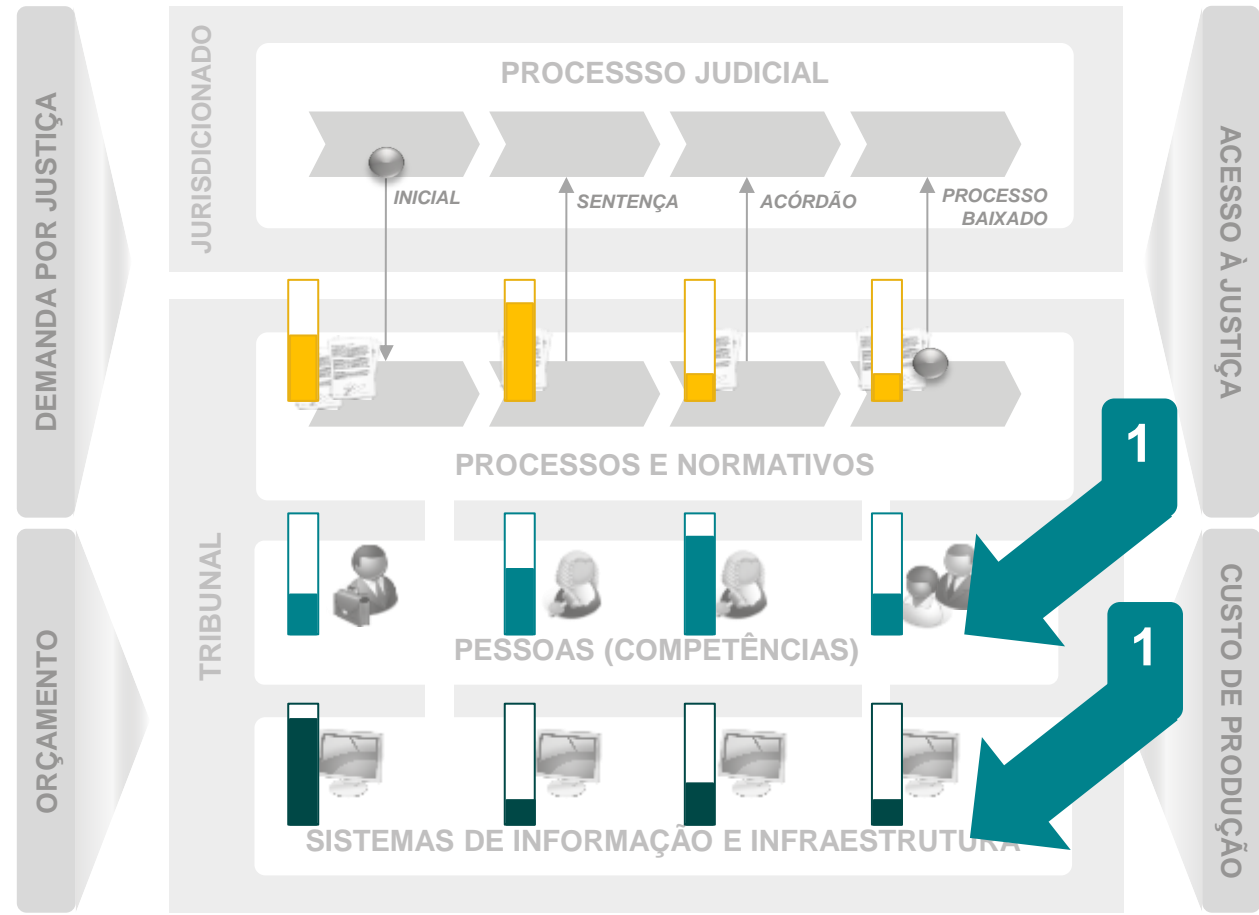 DEMANDA POR JUSTIÇA
ORÇAMENTO
JURISDICIONADO
PROCESSSO JUDICIAL
INICIAL
SENTENÇA
ACÓRDÃO
PROCESSO
BAIXADO
TRIBUNAL
PROCESSOS E NORMATIVOS
PESSOAS (COMPETÊNCIAS)
SISTEMAS DE INFORMAÇÃO E INFRAESTRUTURA
1
1
ACESSO À JUSTIÇA
CUSTO DE PRODUÇÃO